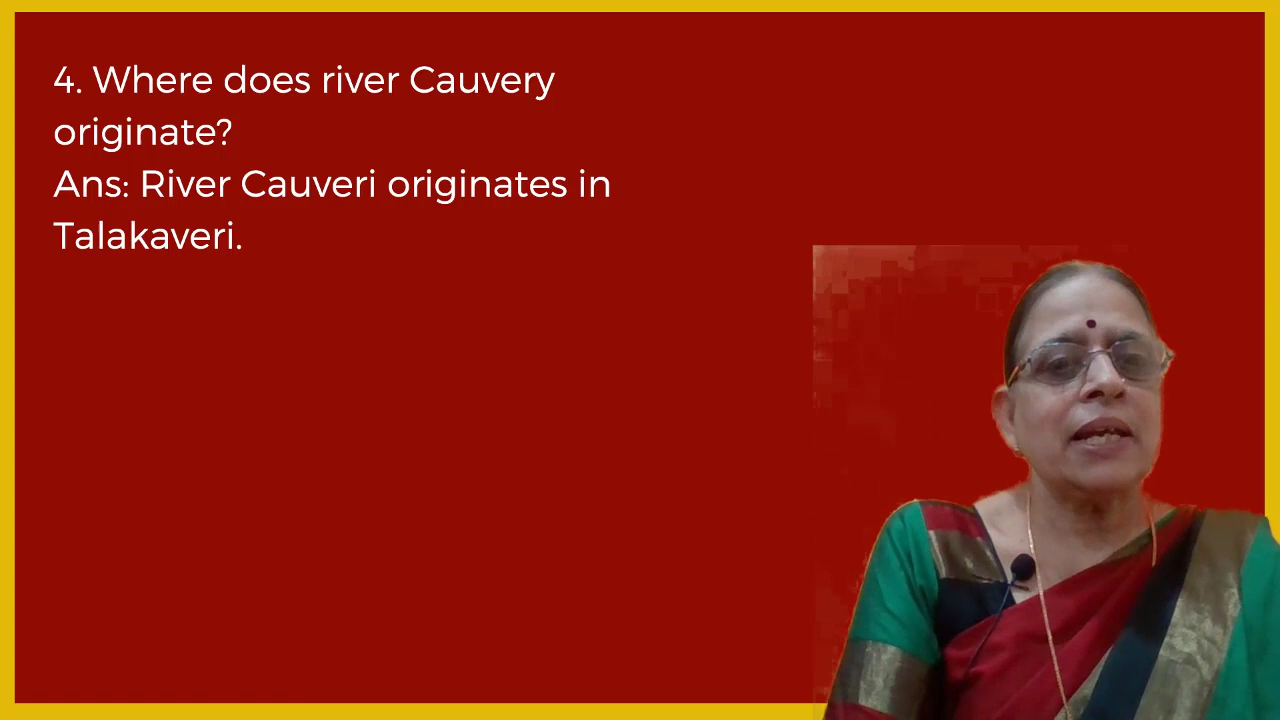 4. Where does river Cauvery
originate?
Ans: River Cauveri originates in
Talakaveri.